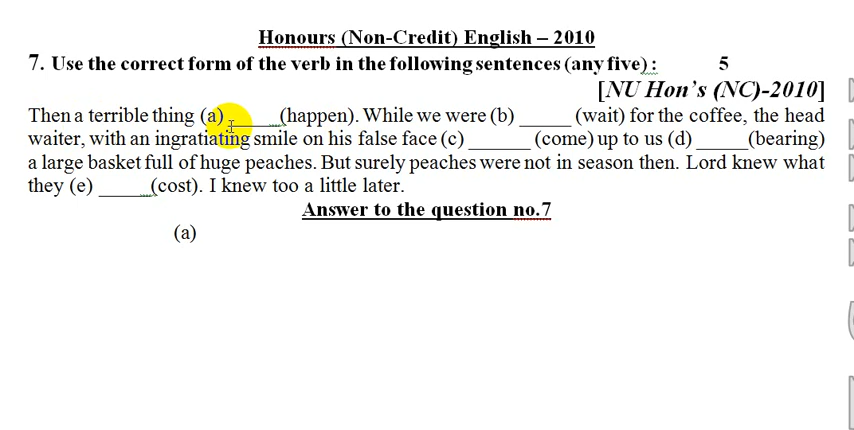 Honours (Non-Credit) English – 2010
7. Use the correct form of the verb in the following sentences (any five) : 5
[NU Hon's (NC)-2010]
Then a terrible thing (a) _____(happen). While we were (b) _____ (wait) for the coffee, the head
waiter, with an ingratiating smile on his false face (c) ______ (come) up to us (d) _____(bearing)
a large basket full of huge peaches. But surely peaches were not in season then. Lord knew what
they (e) _____(cost). I knew too a little later.
Answer to the question no.7
(a)